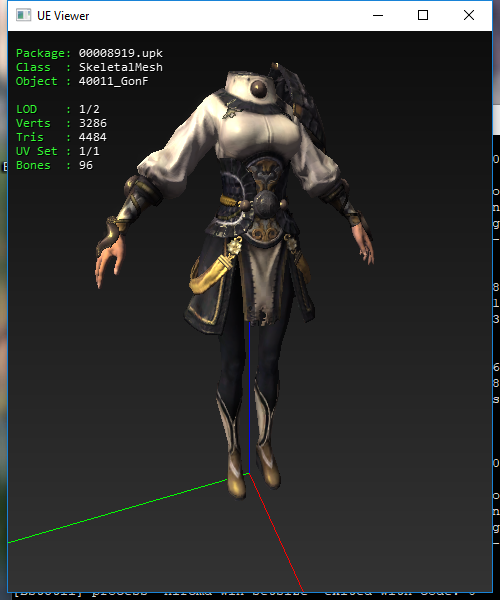 UE Viewer
Package: 00008919.upk
Class : SkeletalMesh
Object : 40011_GonF
LOD : 1/2
Verts : 3286
Tris : 4484
UV Set : 1/1
Bones : 96